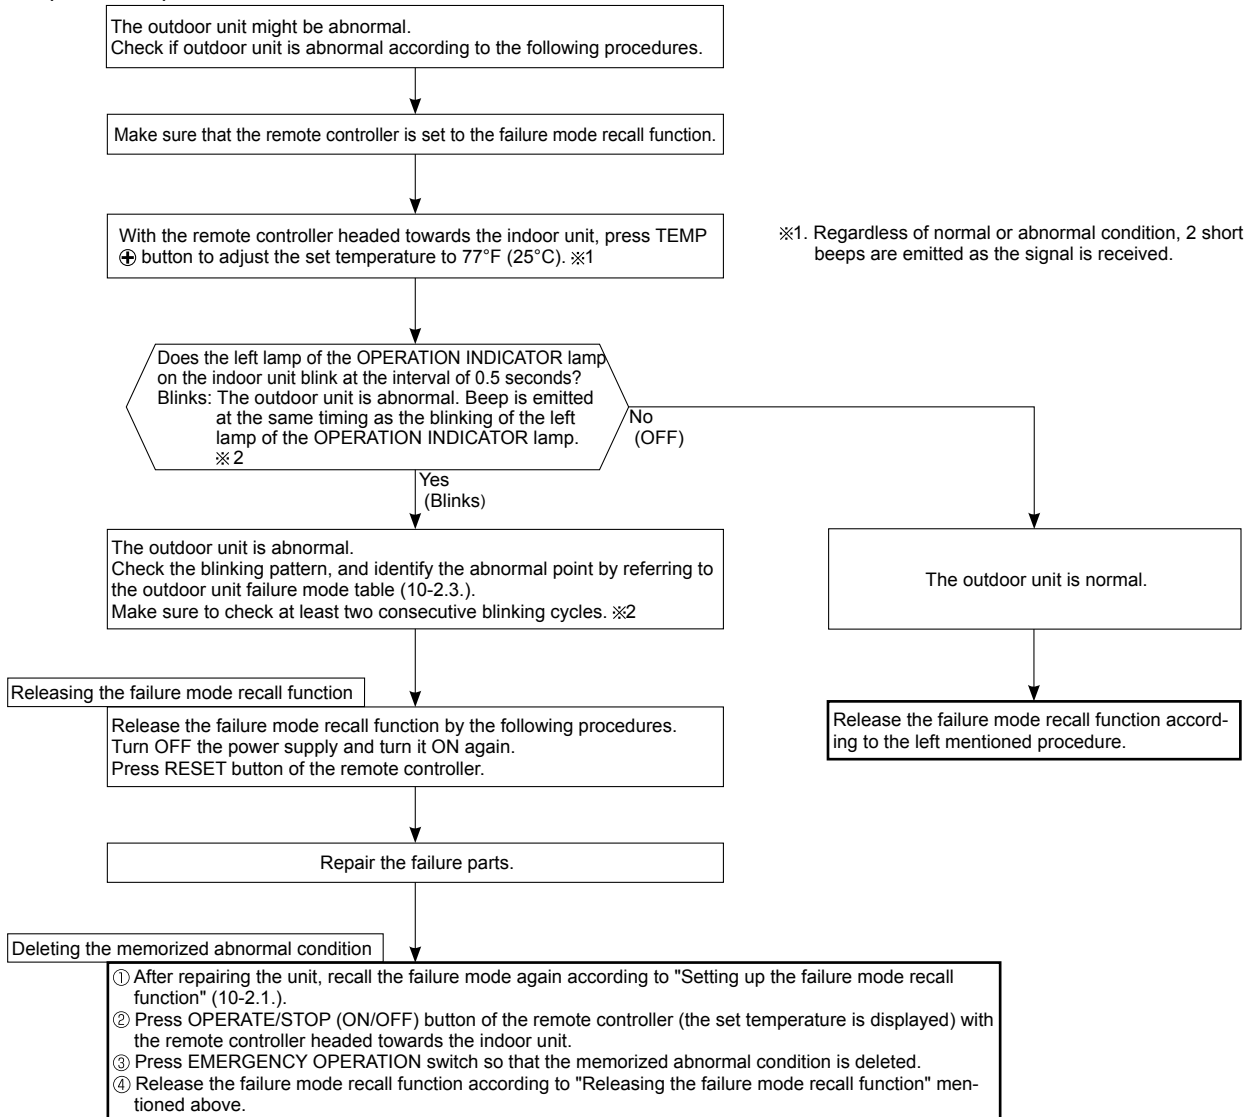 The outdoor unit might be abnormal.
Check if outdoor unit is abnormal according to the following procedures.
Make sure that the remote controller is set to the failure mode recall function.
With the remote controller headed towards the indoor unit, press TEMP
⊕ button to adjust the set temperature to 77°F (25°C). ※1
※1. Regardless of normal or abnormal condition, 2 short
beeps are emitted as the signal is received.
Does the left lamp of the OPERATION INDICATOR lamp
on the indoor unit blink at the interval of 0.5 seconds?
Blinks: The outdoor unit is abnormal. Beep is emitted
at the same timing as the blinking of the left
lamp of the OPERATION INDICATOR lamp.
※2
No
(OFF)
Yes
(Blinks)
The outdoor unit is abnormal.
Check the blinking pattern, and identify the abnormal point by referring to
the outdoor unit failure mode table (10-2.3.).
Make sure to check at least two consecutive blinking cycles. ※2
The outdoor unit is normal.
Releasing the failure mode recall function
Release the failure mode recall function by the following procedures.
Turn OFF the power supply and turn it ON again.
Press RESET button of the remote controller.
Release the failure mode recall function accord-
ing to the left mentioned procedure.
Repair the failure parts.
Deleting the memorized abnormal condition
① After repairing the unit, recall the failure mode again according to "Setting up the failure mode recall
function" (10-2.1.).
② Press OPERATE/STOP (ON/OFF) button of the remote controller (the set temperature is displayed) with
the remote controller headed towards the indoor unit.
③ Press EMERGENCY OPERATION switch so that the memorized abnormal condition is deleted.
④ Release the failure mode recall function according to "Releasing the failure mode recall function" men-
tioned above.